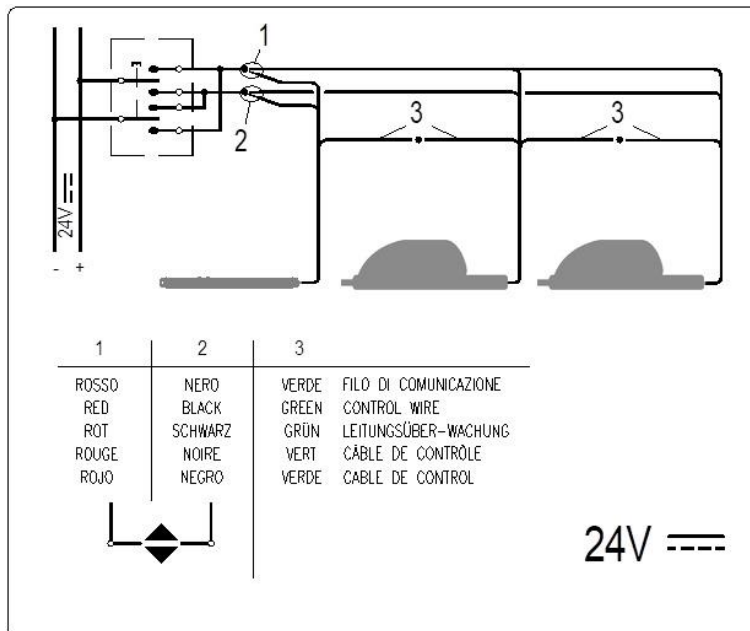 1
2
3
3
24V
- +
1 2 3
ROSSO NERO VERDE FILO DI COMUNICAZIONE
RED BLACK GREEN CONTROL WIRE
ROT SCHWARZ GRÜN LEITUNGSÜBER-WACHUNG
ROUGE NOIRE VERT CÂBLE DE CONTRÔLE
ROJO NEGRO VERDE CABLE DE CONTROL
24V